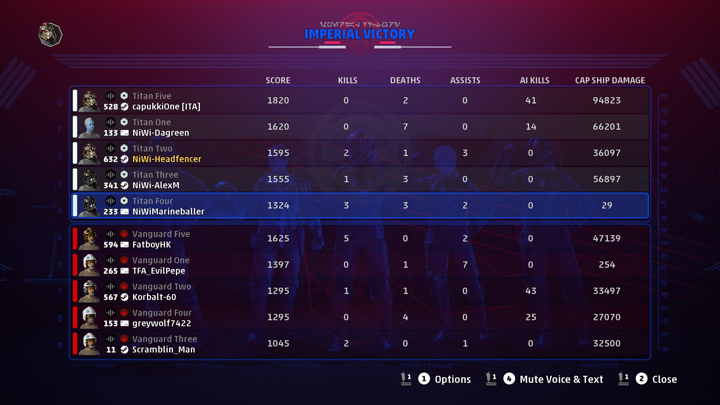 IMPERIAL VICTORY
SCORE KILLS DEATHS ASSISTS AI KILLS CAP SHIP DAMAGE
Titan Five
528 capukkiOne [ITA] 1820 0 2 0 41 94823
Titan One
133 NiWi-Dagreen 1620 0 7 0 14 66201
Titan Two
632 NiWi-Headfencer 1595 2 1 3 0 36097
Titan Three
341 NiWi-AlexM 1555 1 3 0 0 56897
Titan Four
233 NiWiMarineballer 1324 3 3 2 0 29
Vanguard Five
594 FatboyHK 1625 5 0 2 0 47139
Vanguard One
265 TFA_EvilPepe 1397 0 1 7 0 254
Vanguard Two
567 Korbalt-60 1295 1 1 0 43 33497
Vanguard Four
153 greywolf7422 1295 0 4 0 25 27070
Vanguard Three
11 Scramblin_Man 1045 2 0 1 0 32500
1 1 Options 1 4 Mute Voice & Text 1 2 Close